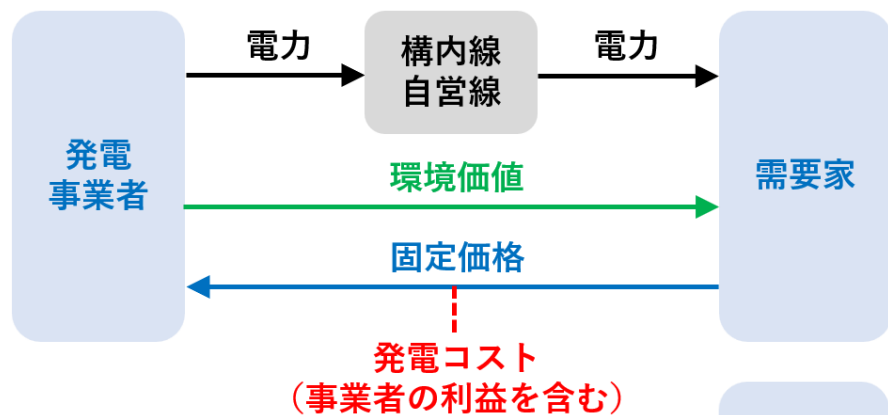 電力
構内線
自営線
電力
発電
事業者
環境価値
需要家
固定価格
発電コスト
（事業者の利益を含む）